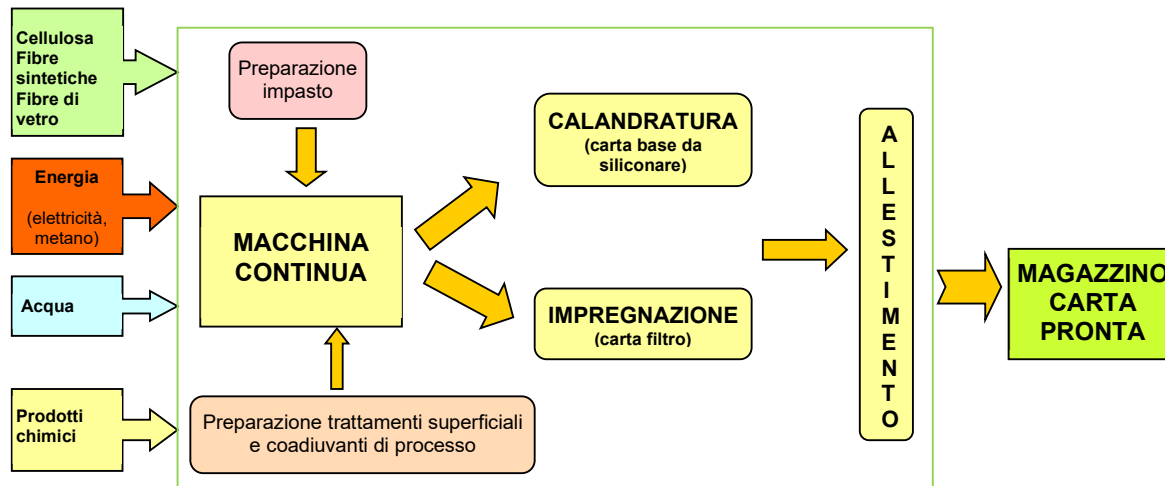 Cellulosa
Fibre
sintetiche
Fibre di
vetro
Energia
(elettricità,
metano)
Acqua
Prodotti
chimici
Preparazione
impasto
MACCHINA
CONTINUA
Preparazione trattamenti superficiali
e coadiuvanti di processo
CALANDRATURA
(carta base da
siliconare)
IMPREGNAZIONE
(carta filtro)
A
L
L
E
S
T
I
M
E
N
T
O
MAGAZZINO
CARTA
PRONTA